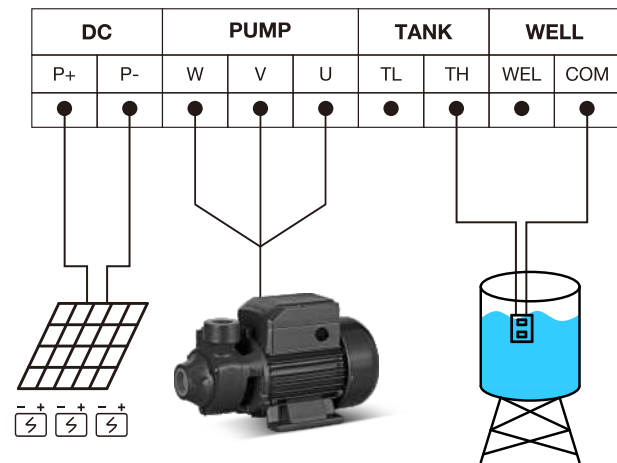 DC PUMP TANK WELL
P+ P- W V U TL TH WEL COM
- + - + - +